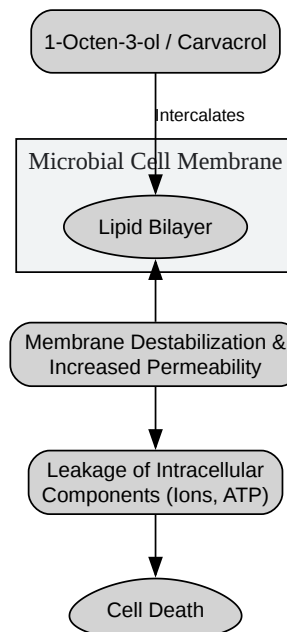 1-Octen-3-ol / Carvacrol
Intercalates
Microbial Cell Membrane
Lipid Bilayer
Membrane Destabilization &
Increased Permeability
Leakage of Intracellular
Components (Ions, ATP)
Cell Death